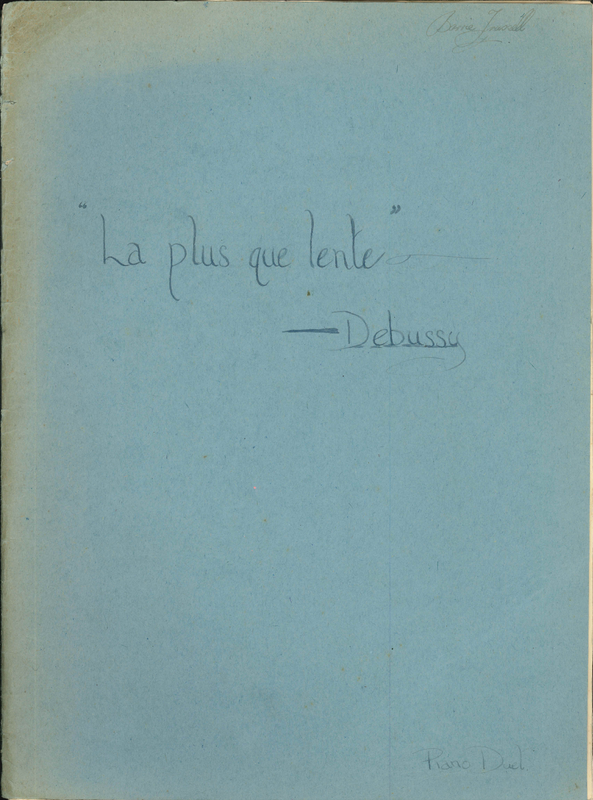 "La plus que lente"
—Debussy
Piano Duet